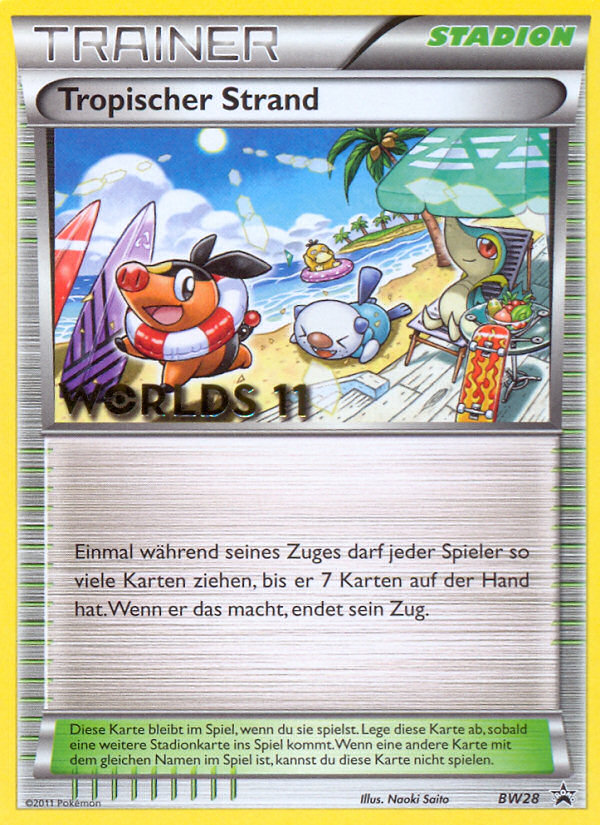 TRAINER
STADION
Tropischer Strand
WORLDS 11
Einmal während seines Zuges darf jeder Spieler so
viele Karten ziehen, bis er 7 Karten auf der Hand
hat.Wenn er das macht, endet sein Zug.
Diese Karte bleibt im Spiel, wenn du sie spielst. Lege diese Karte ab, sobald
eine weitere Stadionkarte ins Spiel kommt.Wenn eine andere Karte mit
dem gleichen Namen im Spiel ist, kannst du diese Karte nicht spielen.
©2011 Pokémon
Illus. Naoki Saito
BW28